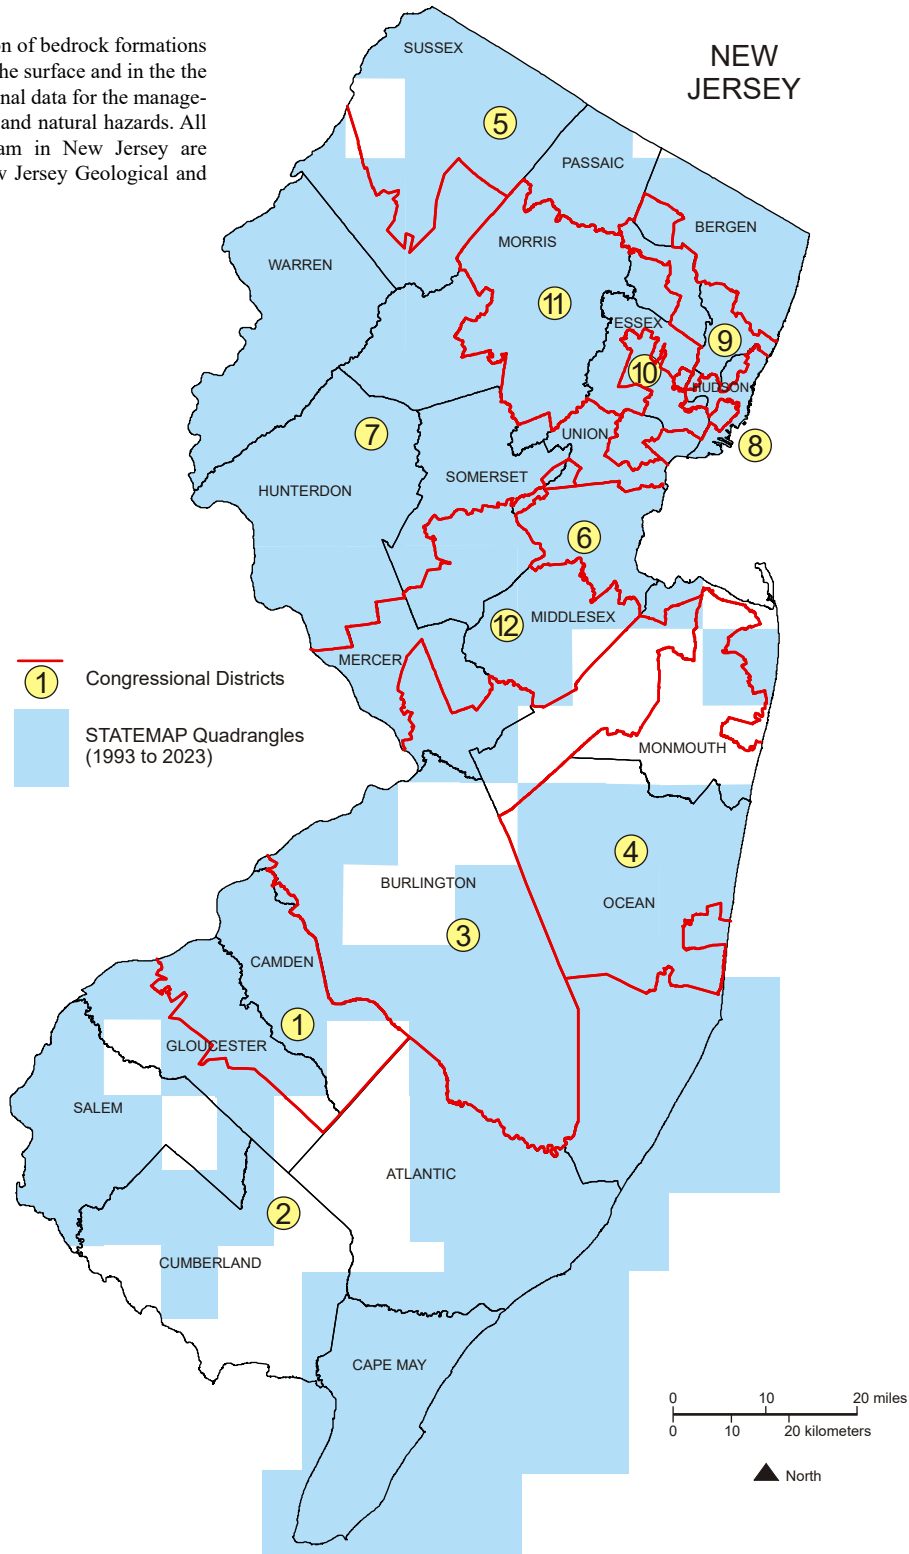 on of bedrock formations
he surface and in the the
nal data for the manage-
and natural hazards. All
am in New Jersey are
w Jersey Geological and
NEW
JERSEY
SUSSEX
5
PASSAIC
BERGEN
MORRIS
WARREN
11
ESSEX
9
10
HUDSON
7
UNION
8
SOMERSET
HUNTERDON
6
12
MIDDLESEX
MERCER
1
Congressional Districts
STATEMAP Quadrangles
(1993 to 2023)
MONMOUTH
4
BURLINGTON
OCEAN
3
CAMDEN
1
GLOUCESTER
SALEM
ATLANTIC
2
CUMBERLAND
CAPE MAY
0 10 20 miles
0 10 20 kilometers
North